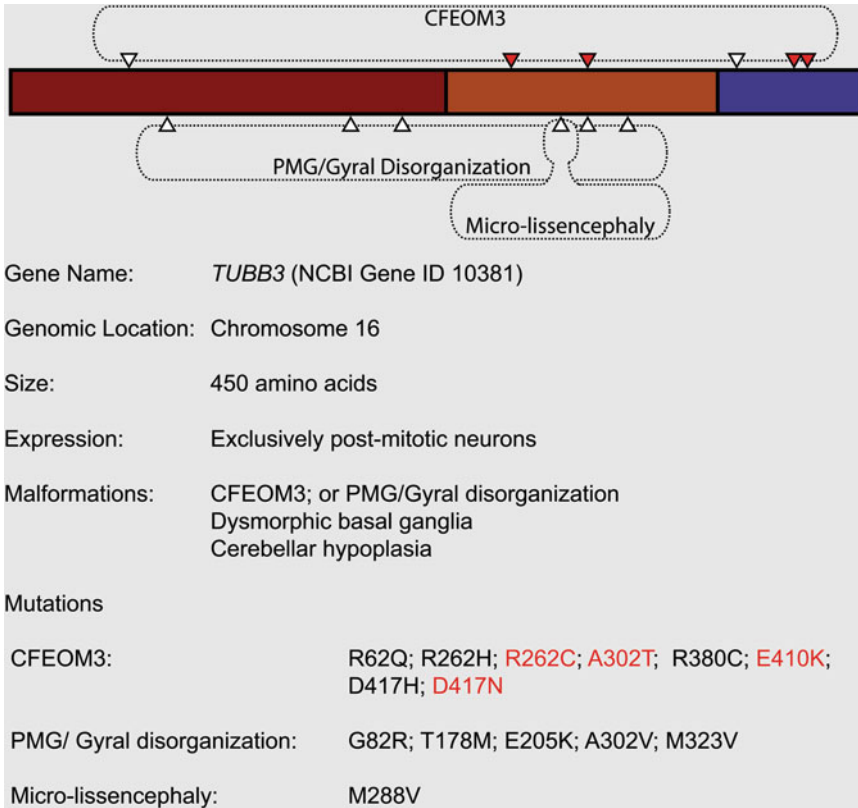 CFEOM3
PMG/Gyral Disorganization
Micro-lissencephaly
Gene Name: TUBB3 (NCBI Gene ID 10381)
Genomic Location: Chromosome 16
Size: 450 amino acids
Expression: Exclusively post-mitotic neurons
Malformations: CFEOM3; or PMG/Gyral disorganization
Dysmorphic basal ganglia
Cerebellar hypoplasia
Mutations
CFEOM3: R62Q; R262H; R262C; A302T; R380C; E410K;
D417H; D417N
PMG/ Gyral disorganization: G82R; T178M; E205K; A302V; M323V
Micro-lissencephaly: M288V